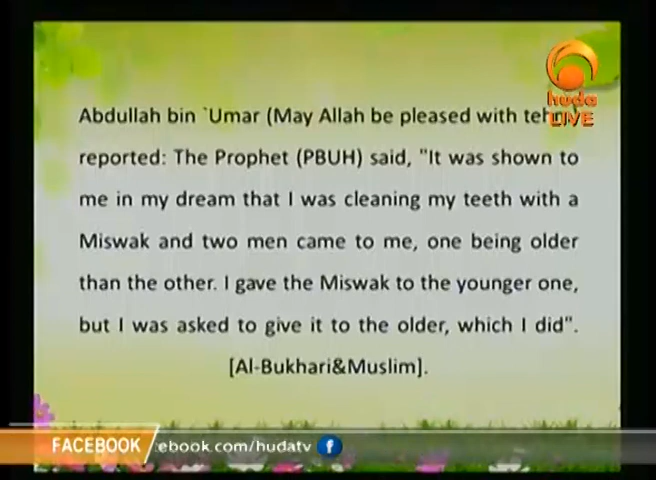 Abdullah bin `Umar (May Allah be pleased with
reported: The Prophet (PBUH) said, "It was shown to
me in my dream that I was cleaning my teeth with a
Miswak and two men came to me, one being older
than the other. I gave the Miswak to the younger one,
but I was asked to give it to the older, which I did".
[Al-Bukhari&Muslim].
huda
LIVE
FACEBOOK
ebook.com/hudatv f